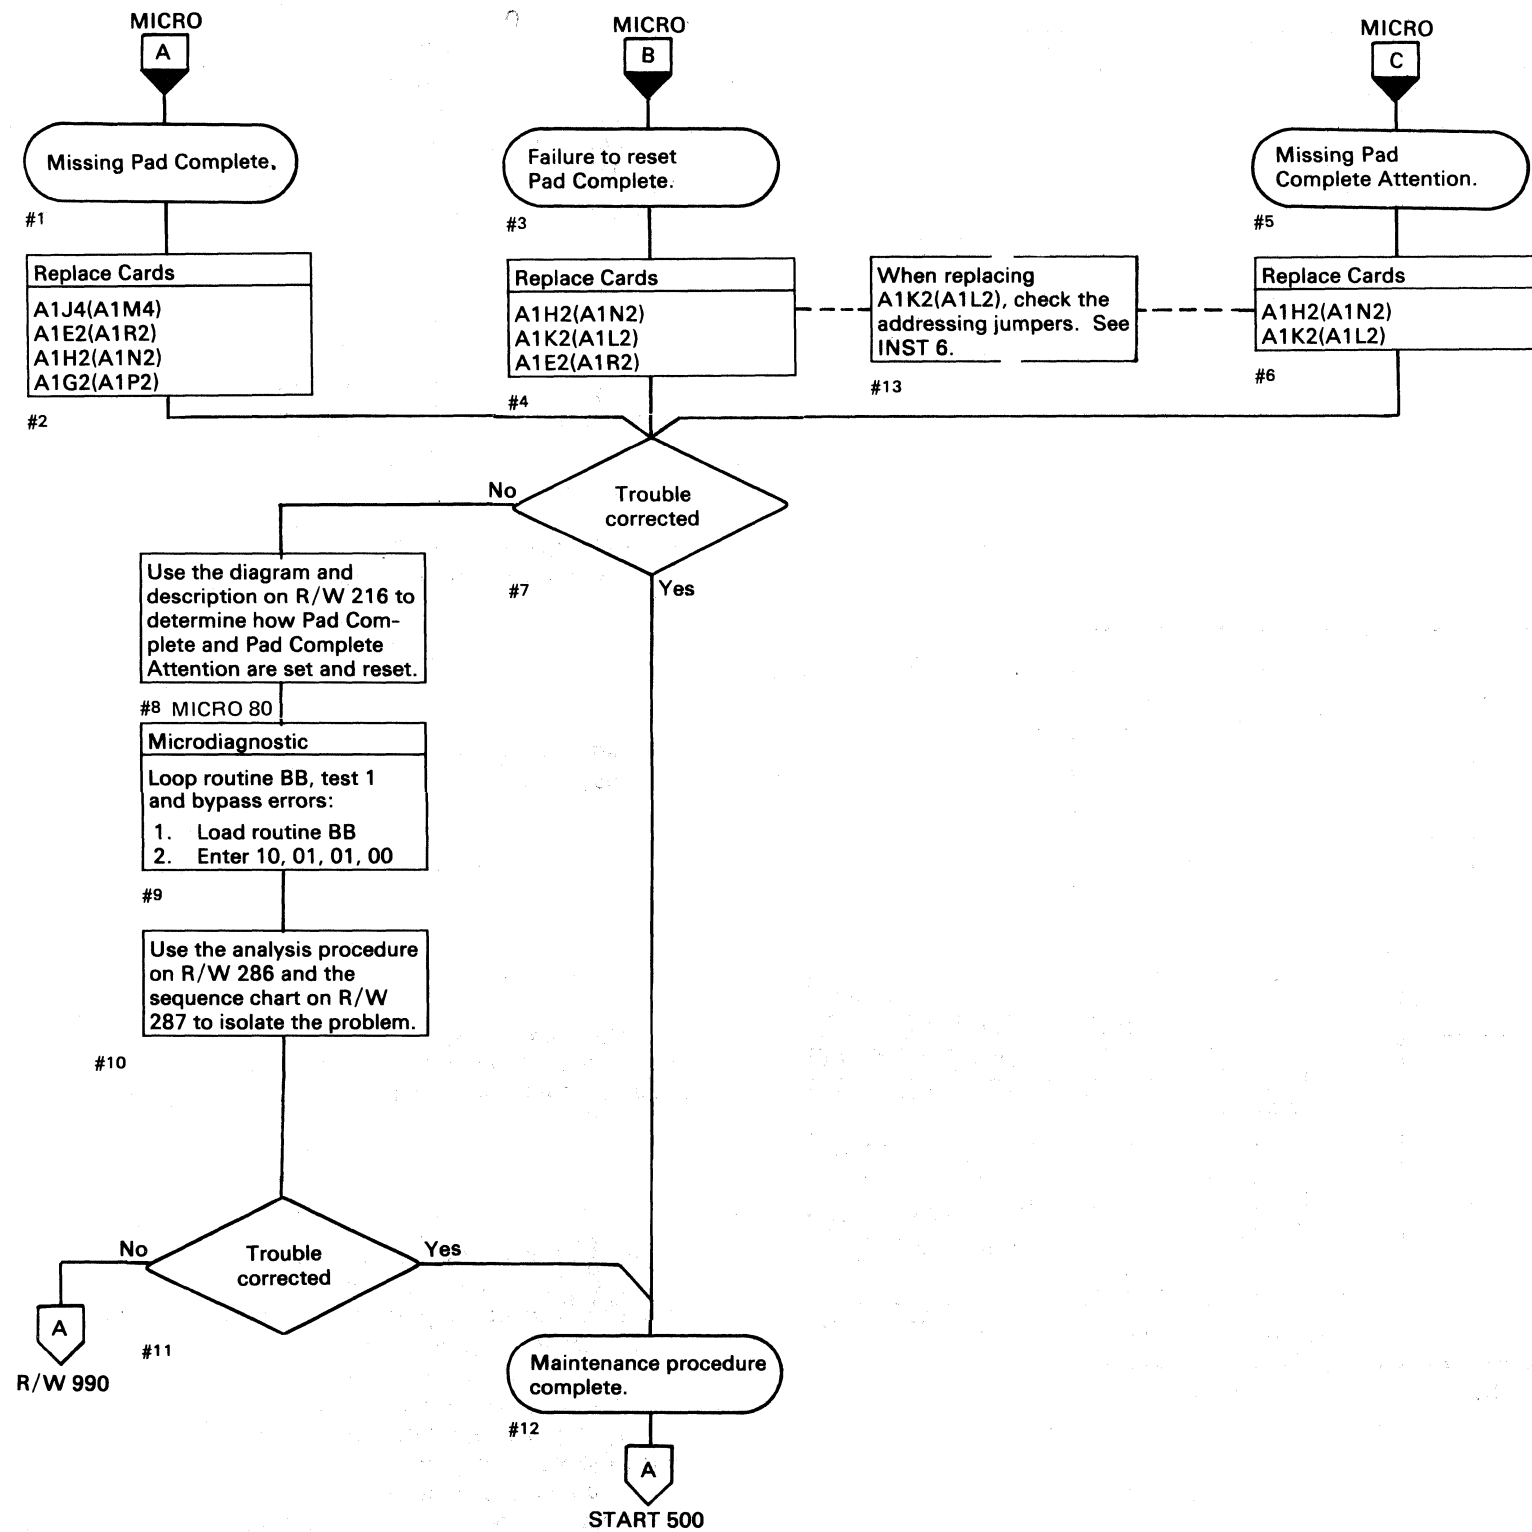 MICRO
A
Missing Pad Complete.
#1
Replace Cards
A1J4(A1M4)
A1E2(A1R2)
A1H2(A1N2)
A1G2(A1P2)
#2
MICRO
B
Failure to reset
Pad Complete.
#3
Replace Cards
A1H2(A1N2)
A1K2(A1L2)
A1E2(A1R2)
#4
When replacing
A1K2(A1L2), check the
addressing jumpers. See
INST 6.
#13
MICRO
C
Missing Pad
Complete Attention.
#5
Replace Cards
A1H2(A1N2)
A1K2(A1L2)
#6
Trouble
corrected
No
Yes
#7
Use the diagram and
description on R/W 216 to
determine how Pad Com-
plete and Pad Complete
Attention are set and reset.
#8 MICRO 80
Microdiagnostic
Loop routine BB, test 1
and bypass errors:
1. Load routine BB
2. Enter 10, 01, 01, 00
#9
Use the analysis procedure
on R/W 286 and the
sequence chart on R/W
287 to isolate the problem.
#10
No
Trouble
corrected
Yes
#11
A
R/W 990
Maintenance procedure
complete.
#12
A
START 500